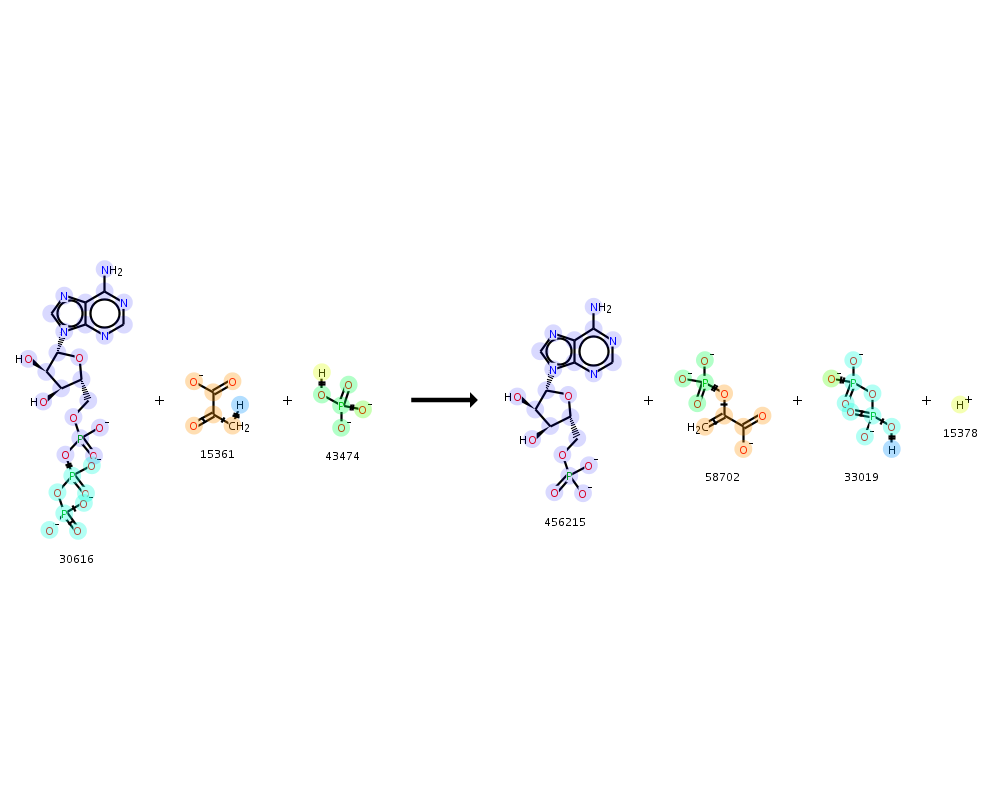 NH2
N
N
N
N
HO
O
HO
O
O-
P
O
O
O-
P
O
O
O-
P
O-
O
30616
+
O-
O
H
O
CH2
15361
+
H
O
O
P
O-
O-
43474
NH2
N
N
N
N
HO
O
HO
O
O-
P
O
O-
456215
+
O-
O-
P
O
O
H2C
O
O-
58702
+
O-
O-
P
O
O
O
P
O
O-
H
33019
+
H+
15378